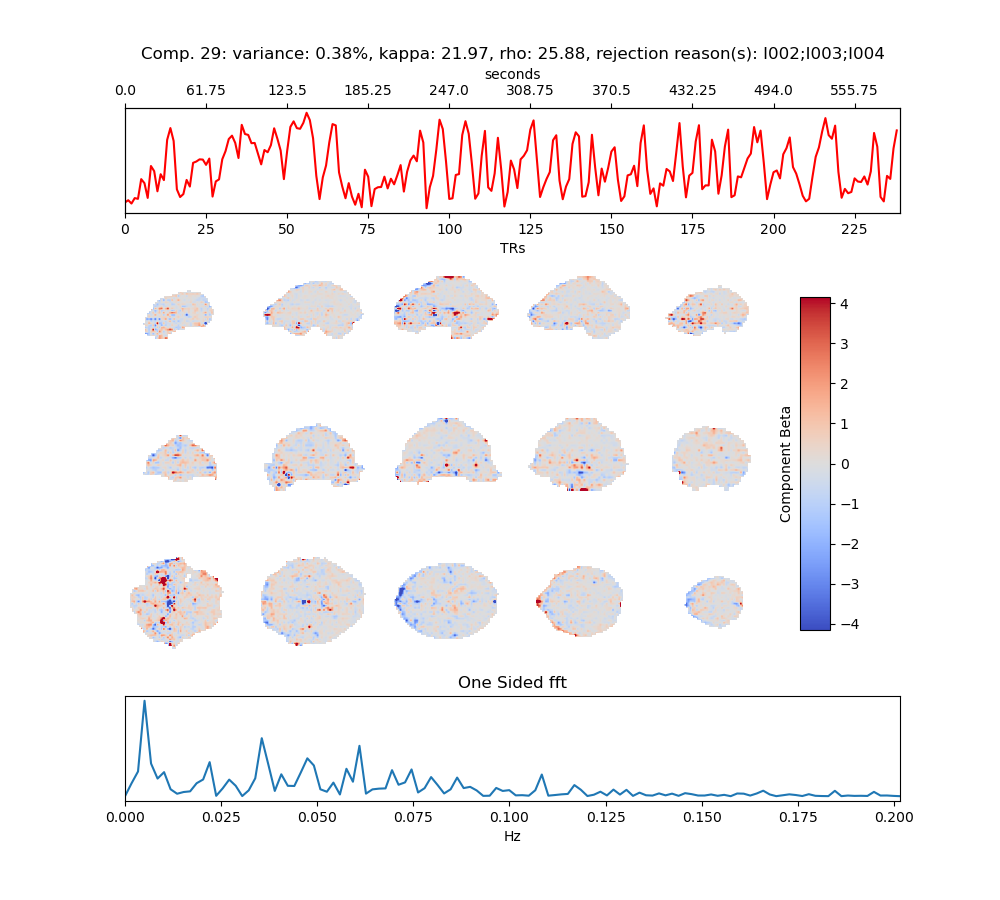 Comp. 29: variance: 0.38%, kappa: 21.97, rho: 25.88, rejection reason(s): I002;I003;I004
seconds
0.0 61.75 123.5 185.25 247.0 308.75 370.5 432.25 494.0 555.75
0 25 50 75 100 125 150 175 200 225
TRs
4
3
2
1
0
−1
−2
−3
−4
Component Beta
One Sided fft
0.000 0.025 0.050 0.075 0.100 0.125 0.150 0.175 0.200
Hz